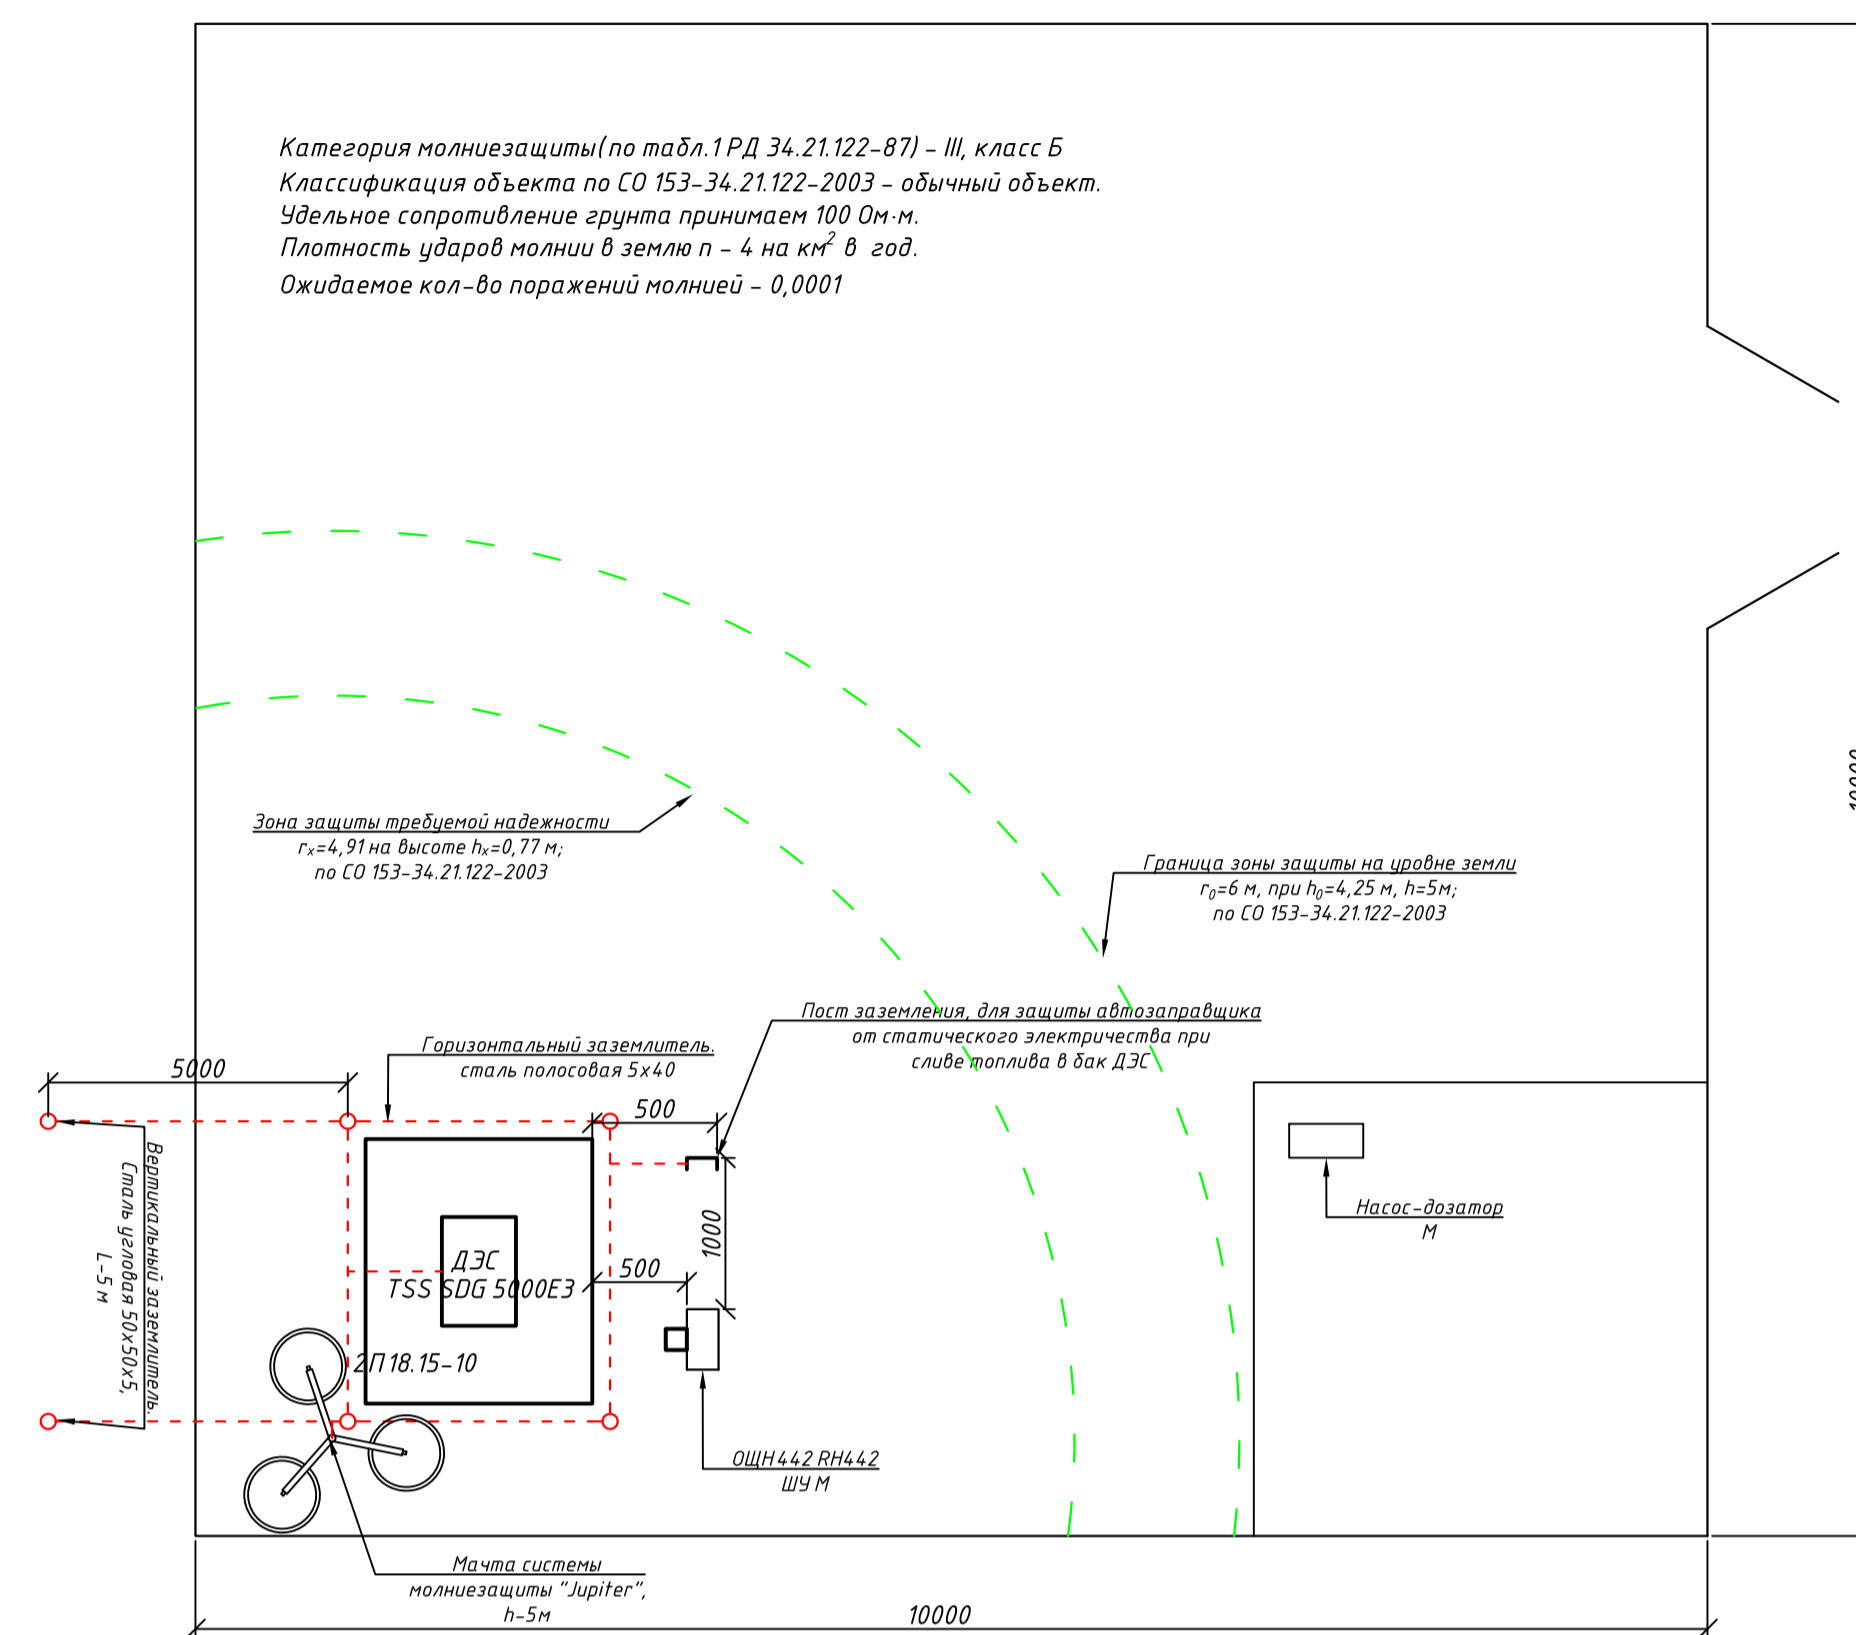 Категория молниезащиты(по табл.1 РД 34.21.122-87) - III, класс Б
Классификация объекта по СО 153-34.21.122-2003 - обычный объект.
Удельное сопротивление грунта принимаем 100 Ом·м.
Плотность ударов молнии в землю n - 4 на км² в год.
Ожидаемое кол-во поражений молнией - 0,0001
10000
Зона защиты требуемой надежности
rₓ=4,91 на высоте hₓ=0,77 м;
по СО 153-34.21.122-2003
Граница зоны защиты на уровне земли
r₀=6 м, при h₀=4,25 м, h=5м;
по СО 153-34.21.122-2003
Пост заземления, для защиты автозаправщика
от статического электричества при
сливе топлива в бак ДЭС
Горизонтальный заземлитель.
сталь полосовая 5х40
5000
500
Вертикальный заземлитель.
Сталь угловая 50х50х5,
L-5м
1000
Насос-дозатор
М
ДЭС
TSS SDG 5000E3
500
2П18.15-10
ОЩН442 RH442
ШУ М
Мачта системы
молниезащиты "Jupiter",
h-5м
10000